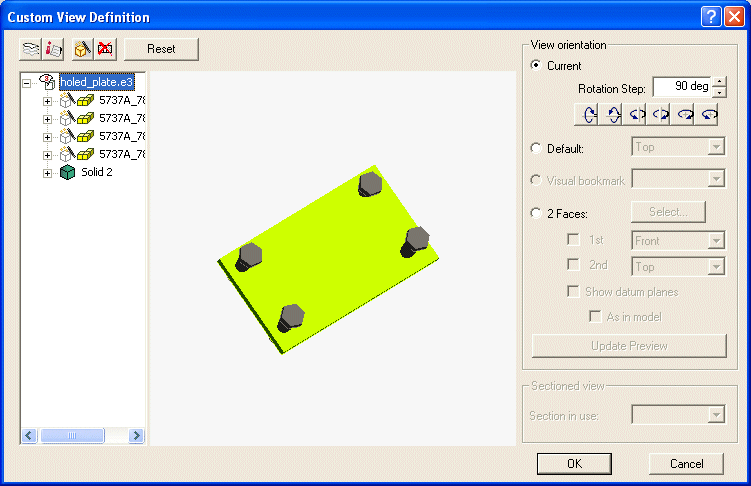 Custom View Definition
Reset
holed_plate.e3
5737A_78
5737A_78
5737A_78
5737A_78
Solid 2
View orientation
Current
Rotation Step: 90 deg
Default: Top
Visual bookmark
2 Faces: Select...
1st Front
2nd Top
Show datum planes
As in model
Update Preview
Sectioned view
Section in use:
OK Cancel